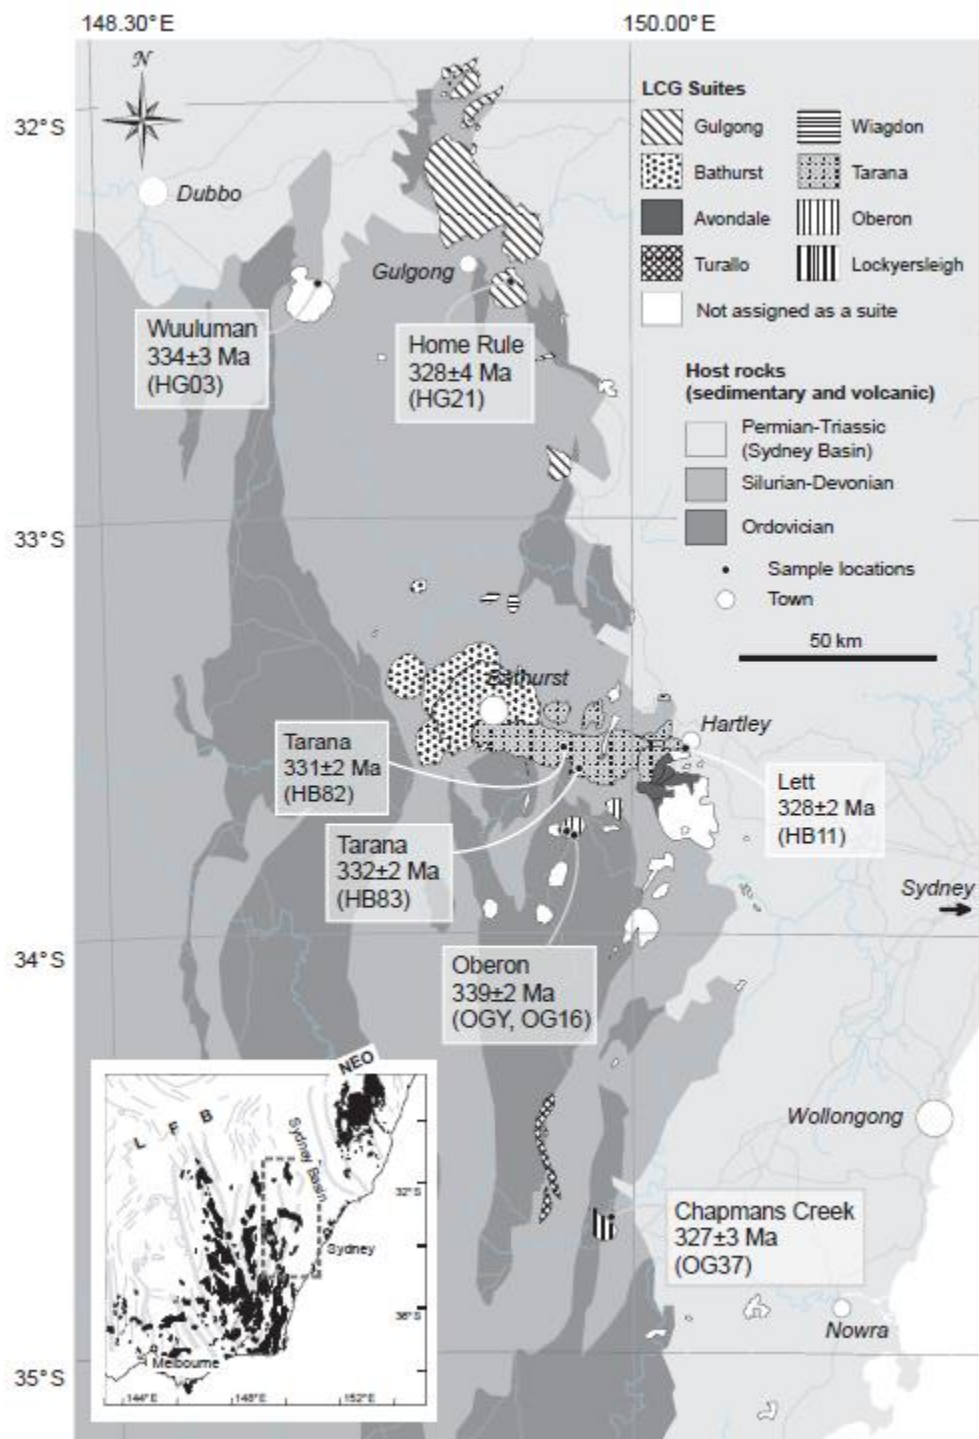 148.30°E
150.00°E
N
32°S
33°S
34°S
35°S
Dubbo
Gulgong
Wuuluman
334±3 Ma
(HG03)
Home Rule
328±4 Ma
(HG21)
LCG Suites
Gulgong
Wiagdon
Bathurst
Tarana
Avondale
Oberon
Turallo
Lockyersleigh
Not assigned as a suite
Host rocks
(sedimentary and volcanic)
Permian-Triassic
(Sydney Basin)
Silurian-Devonian
Ordovician
Sample locations
Town
50 km
Bathurst
Hartley
Tarana
331±2 Ma
(HB82)
Lett
328±2 Ma
(HB11)
Tarana
332±2 Ma
(HB83)
Sydney
Oberon
339±2 Ma
(OGY, OG16)
Wollongong
Chapmans Creek
327±3 Ma
(OG37)
Nowra
NEO
L F B
Sydney Basin
32°S
Sydney
36°S
Melbourne
144°E
148°E
152°E